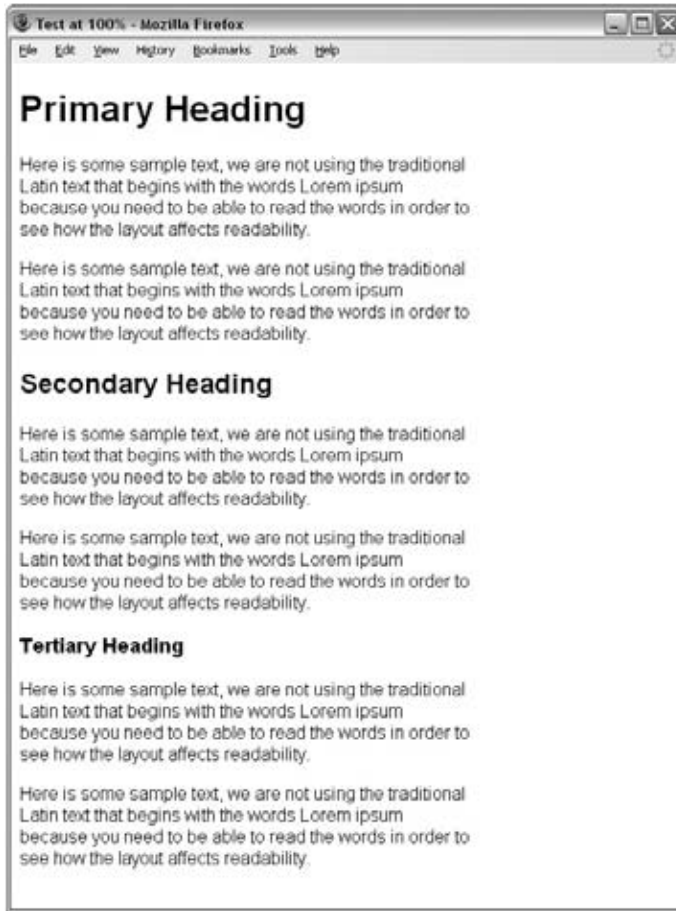 Test at 100% - Mozilla Firefox
File Edit View History Bookmarks Tools Help
Primary Heading
Here is some sample text, we are not using the traditional
Latin text that begins with the words Lorem ipsum
because you need to be able to read the words in order to
see how the layout affects readability.
Here is some sample text, we are not using the traditional
Latin text that begins with the words Lorem ipsum
because you need to be able to read the words in order to
see how the layout affects readability.
Secondary Heading
Here is some sample text, we are not using the traditional
Latin text that begins with the words Lorem ipsum
because you need to be able to read the words in order to
see how the layout affects readability.
Here is some sample text, we are not using the traditional
Latin text that begins with the words Lorem ipsum
because you need to be able to read the words in order to
see how the layout affects readability.
Tertiary Heading
Here is some sample text, we are not using the traditional
Latin text that begins with the words Lorem ipsum
because you need to be able to read the words in order to
see how the layout affects readability.
Here is some sample text, we are not using the traditional
Latin text that begins with the words Lorem ipsum
because you need to be able to read the words in order to
see how the layout affects readability.